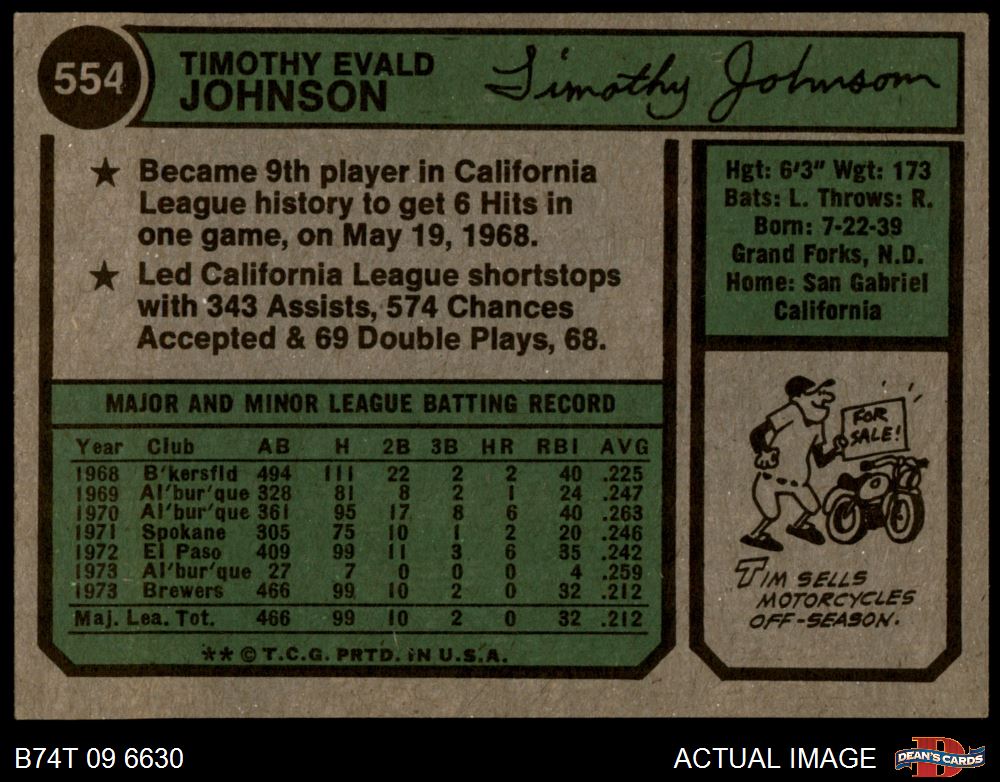 554
TIMOTHY EVALD
JOHNSON
Timothy Johnson
★ Became 9th player in California
League history to get 6 Hits in
one game, on May 19, 1968.
★ Led California League shortstops
with 343 Assists, 574 Chances
Accepted & 69 Double Plays, 68.
Hgt: 6'3" Wgt: 173
Bats: L. Throws: R.
Born: 7-22-39
Grand Forks, N.D.
Home: San Gabriel
California
MAJOR AND MINOR LEAGUE BATTING RECORD
Year Club AB H 2B 3B HR RBI AVG
1968 B'kersfld 494 111 22 2 2 40 .225
1969 Al'bur'que 328 81 8 2 1 24 .247
1970 Al'bur'que 361 95 17 8 6 40 .263
1971 Spokane 305 75 10 1 2 20 .246
1972 El Paso 409 99 11 3 6 35 .242
1973 Al'bur'que 27 7 0 0 0 4 .259
1973 Brewers 466 99 10 2 0 32 .212
Maj. Lea. Tot. 466 99 10 2 0 32 .212
** © T.C.G. PRTD. IN U.S.A.
FOR
SALE!
TIM SELLS
MOTORCYCLES
OFF-SEASON.
B74T 09 6630
ACTUAL IMAGE
D
DEAN'S CARDS